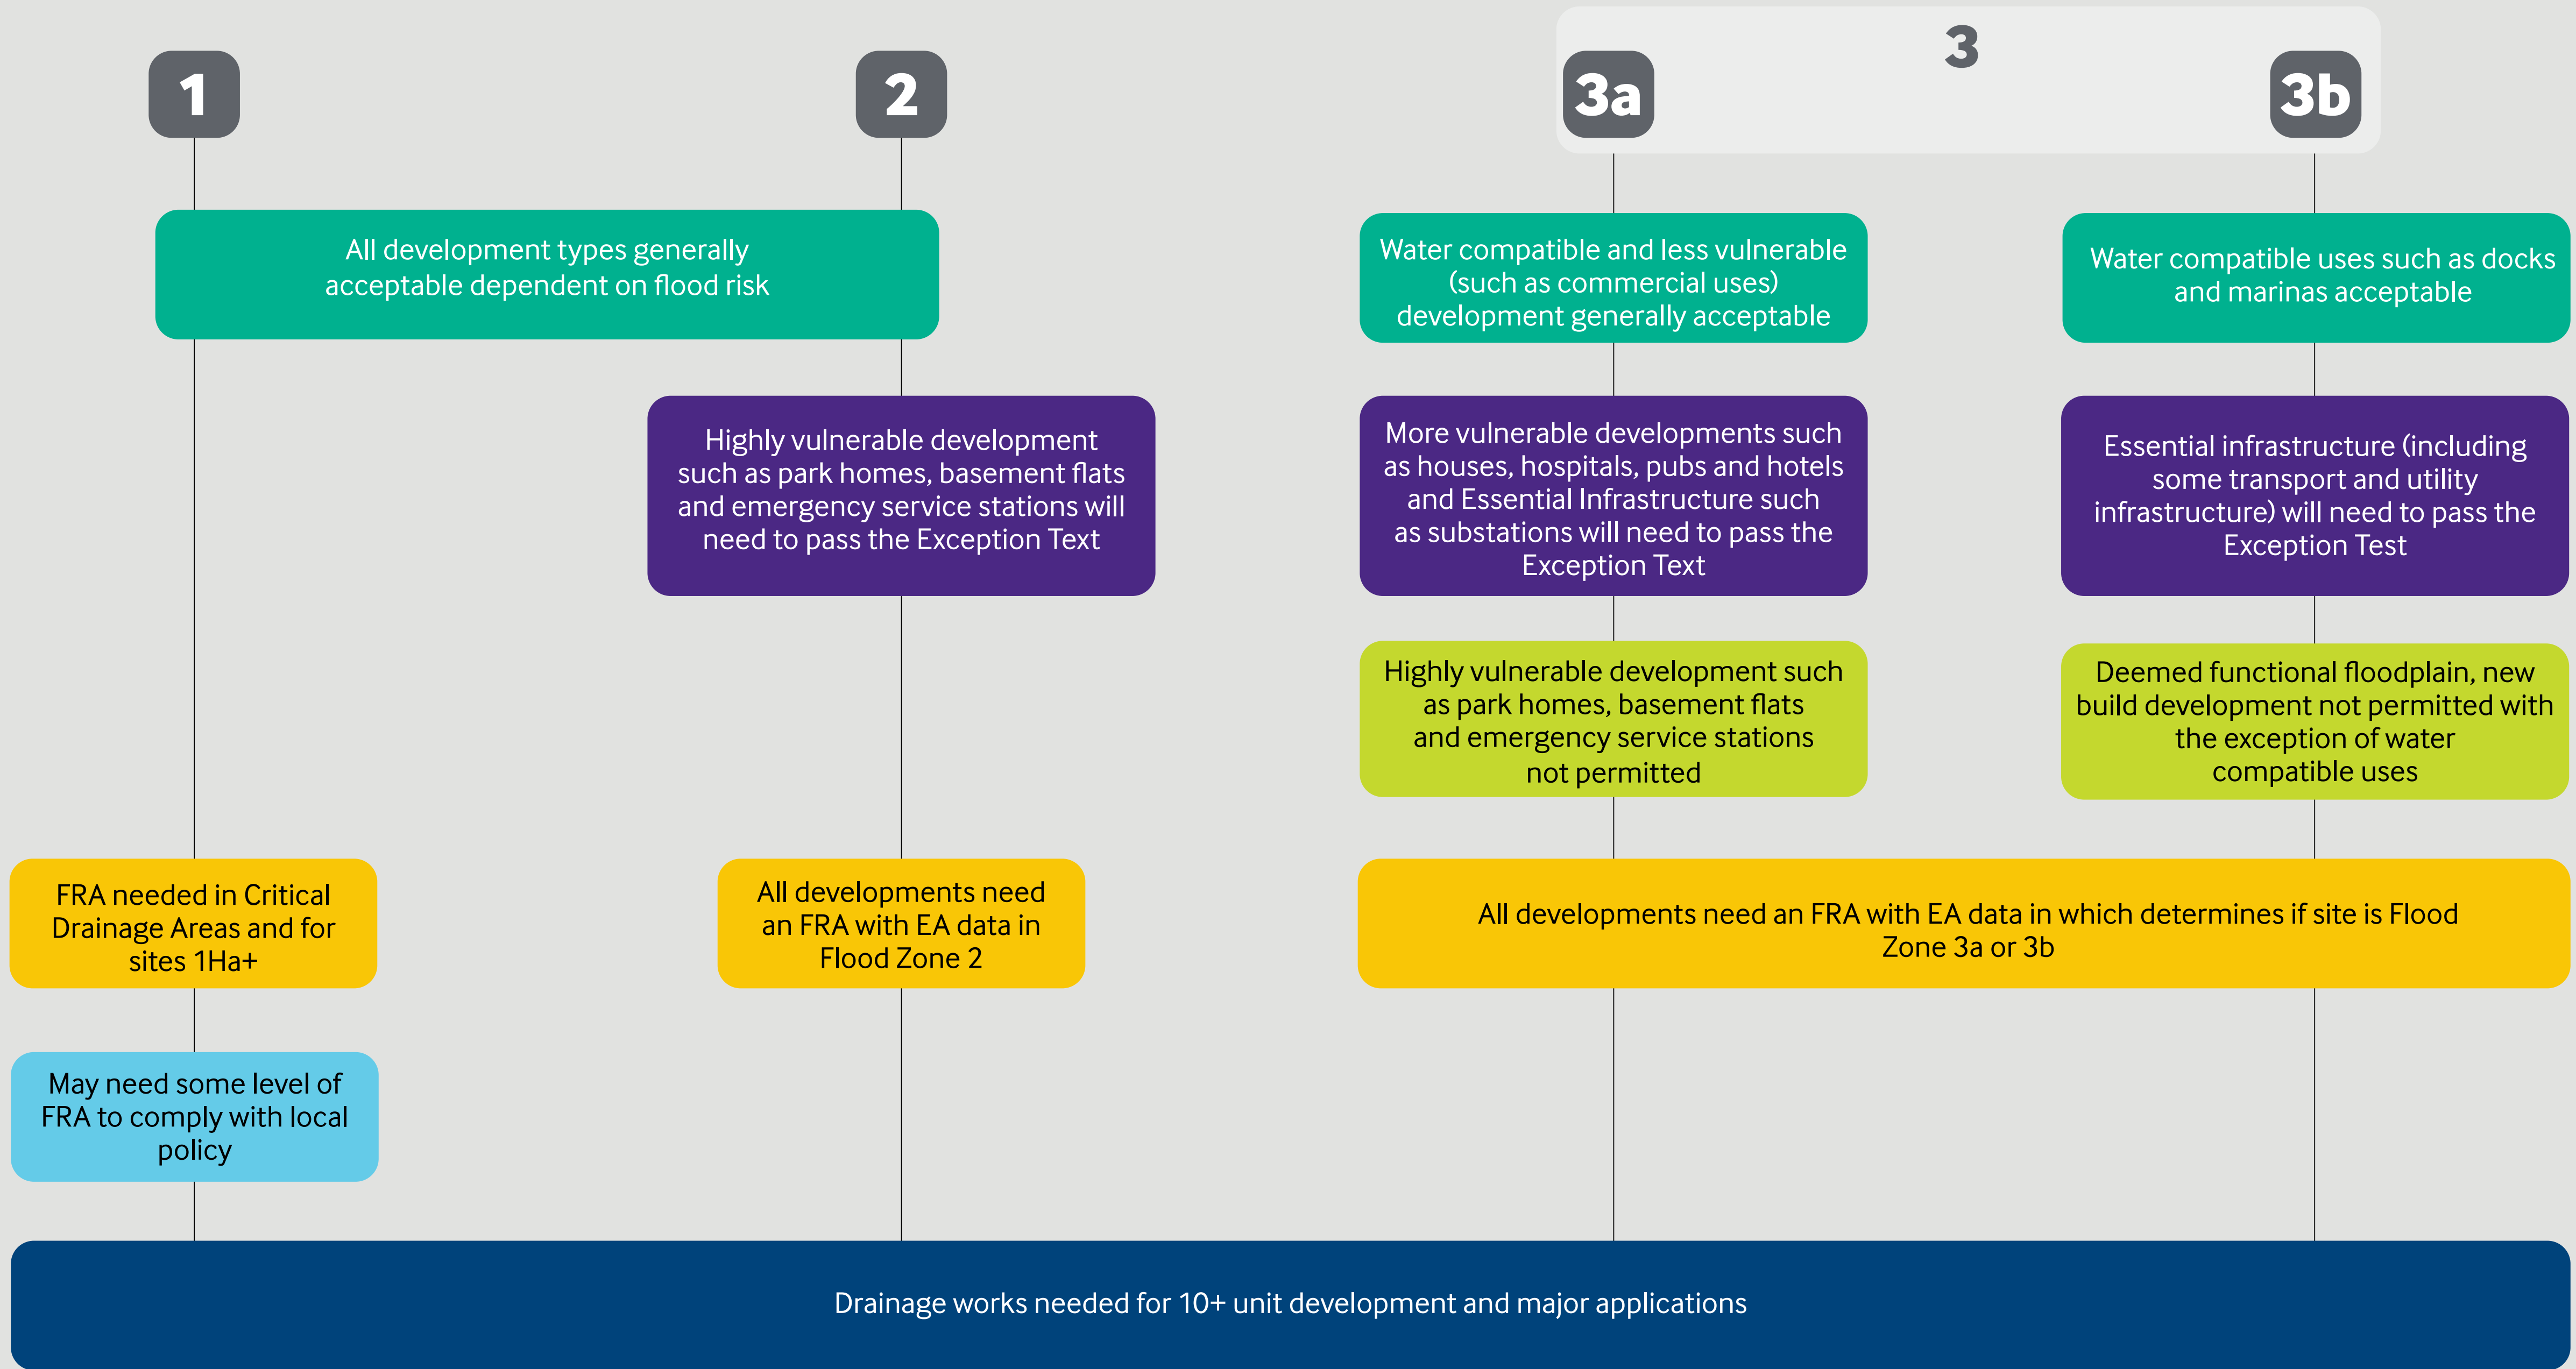 1
2
3
3a
3b
All development types generally
acceptable dependent on flood risk
Water compatible and less vulnerable
(such as commercial uses)
development generally acceptable
Water compatible uses such as docks
and marinas acceptable
Highly vulnerable development
such as park homes, basement flats
and emergency service stations will
need to pass the Exception Text
More vulnerable developments such
as houses, hospitals, pubs and hotels
and Essential Infrastructure such
as substations will need to pass the
Exception Text
Essential infrastructure (including
some transport and utility
infrastructure) will need to pass the
Exception Test
Highly vulnerable development such
as park homes, basement flats
and emergency service stations
not permitted
Deemed functional floodplain, new
build development not permitted with
the exception of water
compatible uses
FRA needed in Critical
Drainage Areas and for
sites 1Ha+
All developments need
an FRA with EA data in
Flood Zone 2
All developments need an FRA with EA data in which determines if site is Flood
Zone 3a or 3b
May need some level of
FRA to comply with local
policy
Drainage works needed for 10+ unit development and major applications